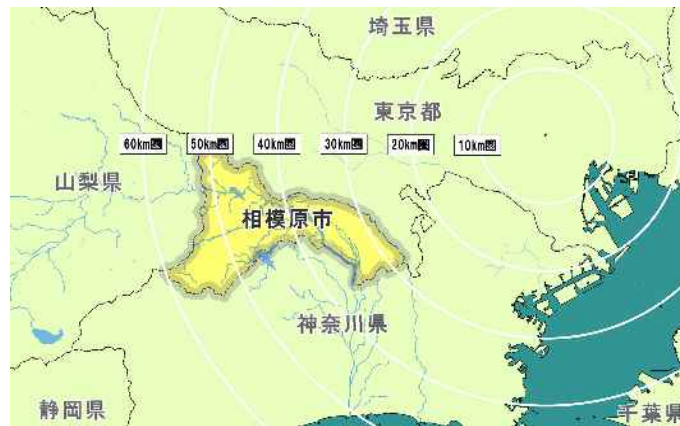 埼玉県
東京都
60km圏 50km圏 40km圏 30km圏 20km圏 10km圏
山梨県
相模原市
神奈川県
静岡県
千葉県